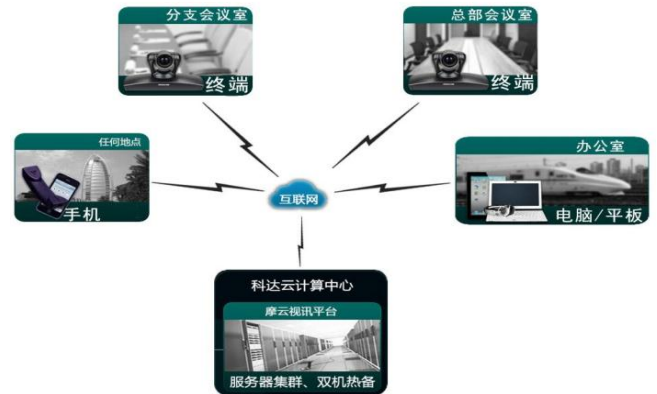 分支会议室
终端
总部会议室
终端
任何地点
手机
办公室
电脑/平板
互联网
科达云计算中心
摩云视讯平台
服务器集群、双机热备